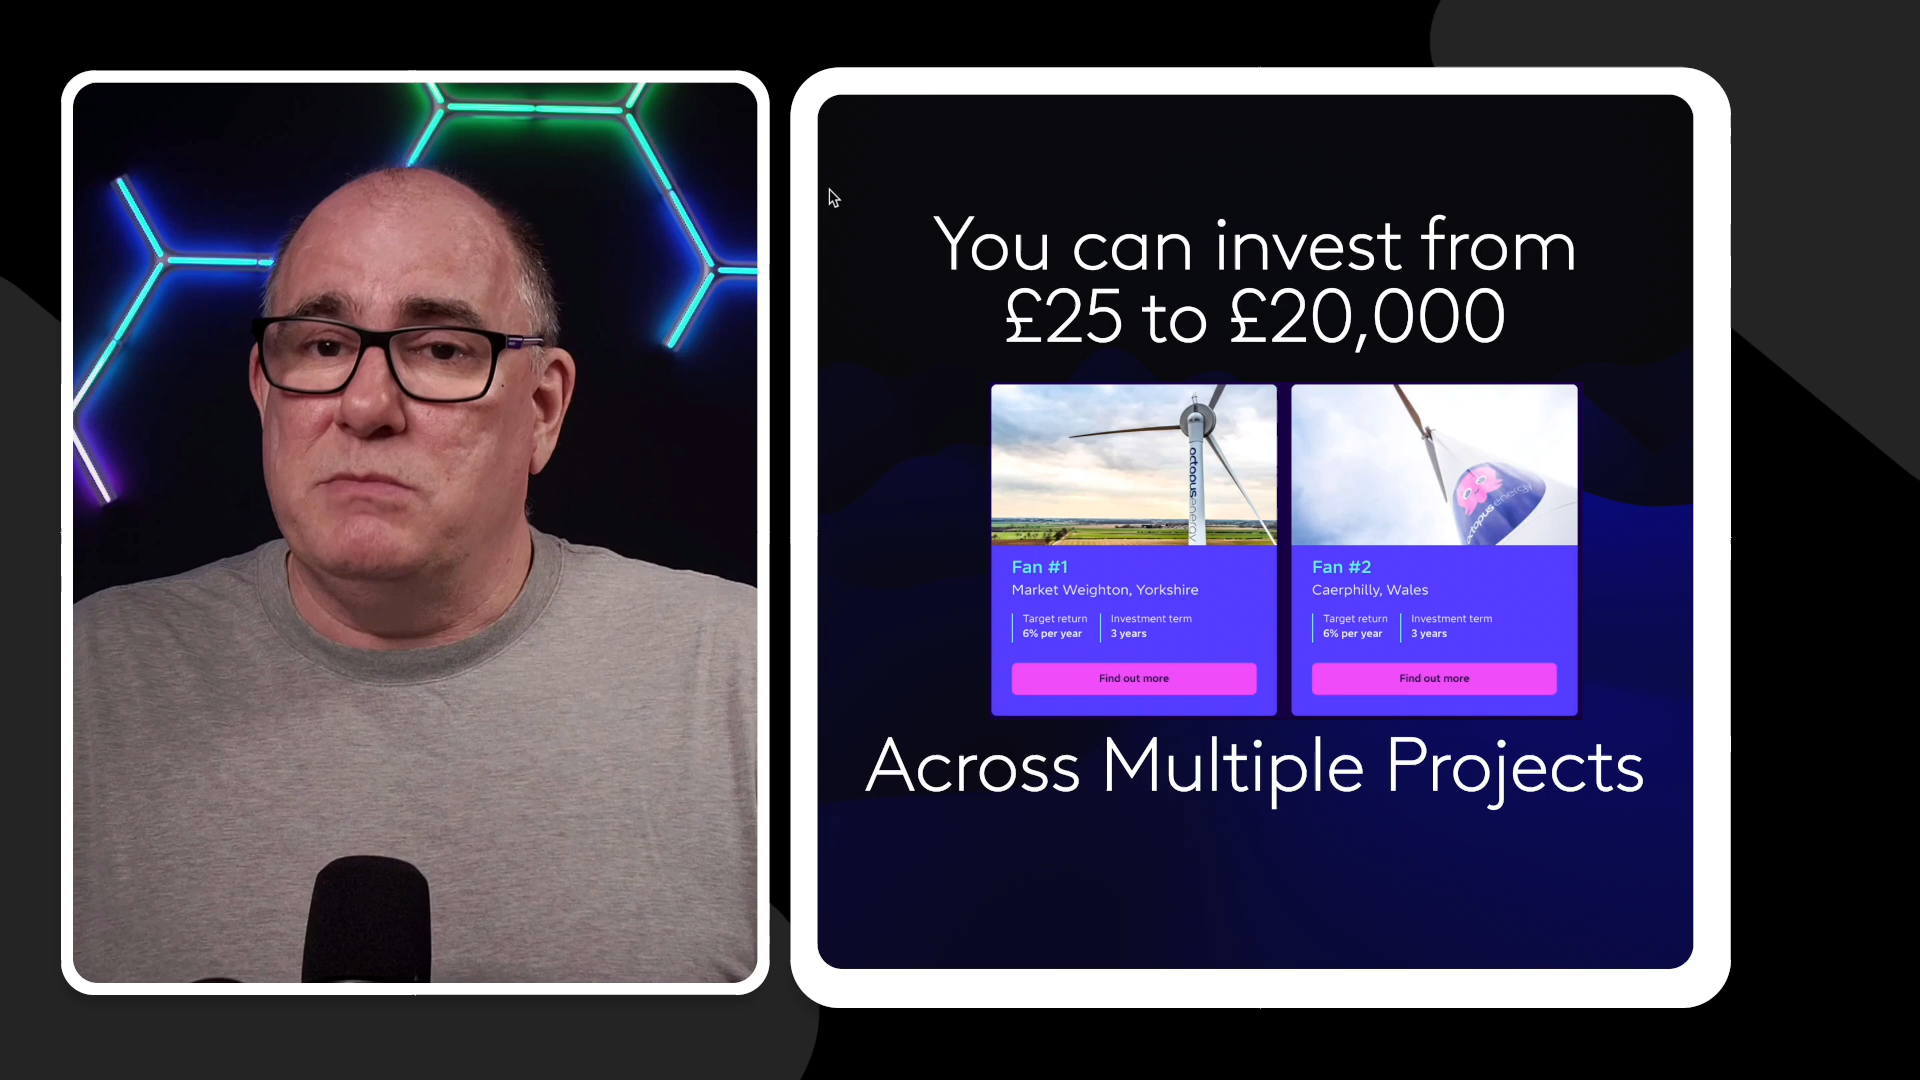 You can invest from
£25 to £20,000
octopus energy
octopus energy
Fan #1
Market Weighton, Yorkshire
Target return
6% per year
Investment term
3 years
Find out more
Fan #2
Caerphilly, Wales
Target return
6% per year
Investment term
3 years
Find out more
Across Multiple Projects